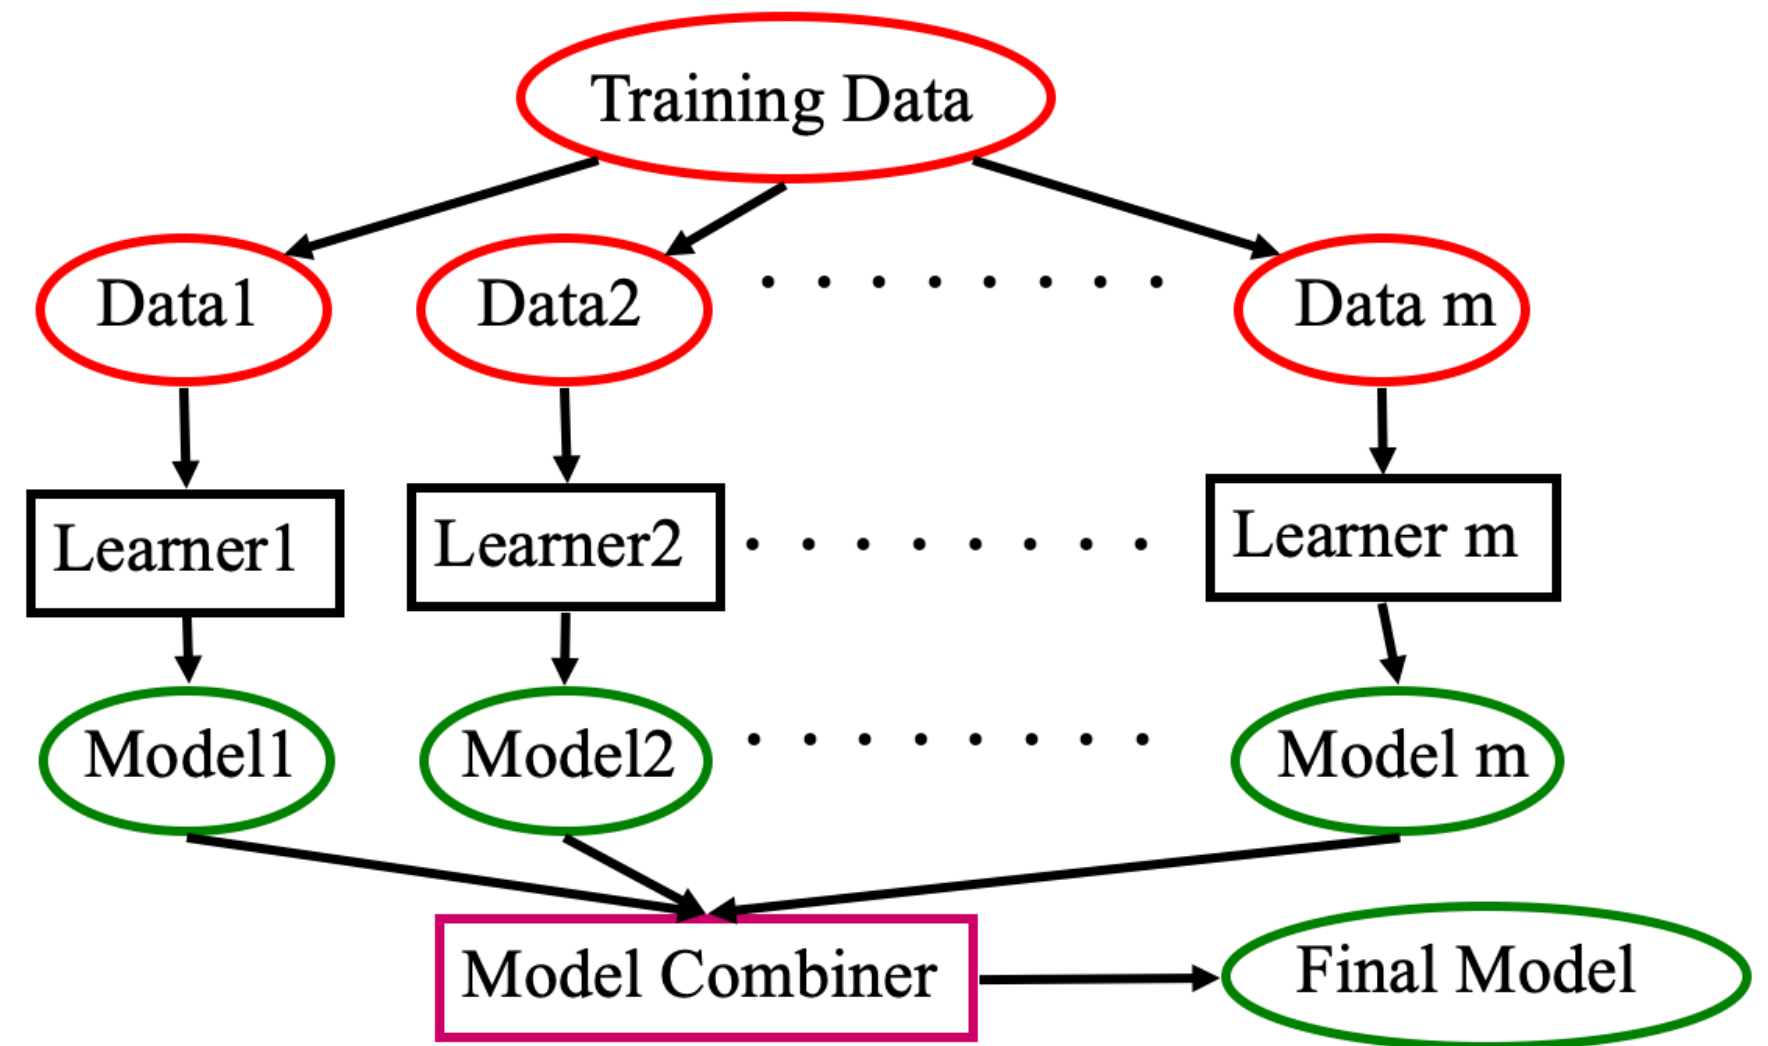 Training Data
Data1
Data2
Data m
Learner1
Learner2
Learner m
Model1
Model2
Model m
Model Combiner
Final Model